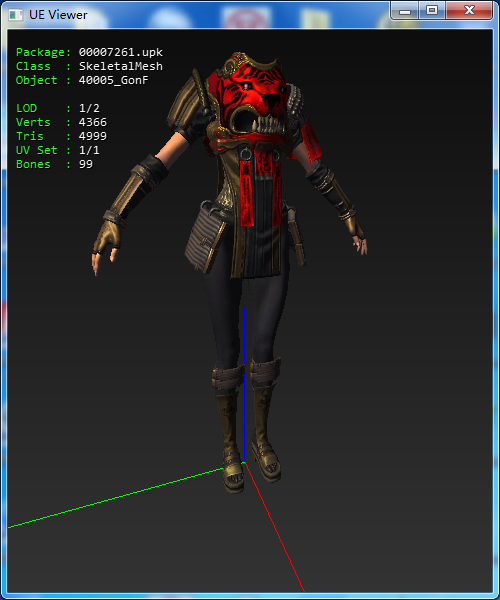 UE Viewer
Package: 00007261.upk
Class : SkeletalMesh
Object : 40005_GonF
LOD : 1/2
Verts : 4366
Tris : 4999
UV Set : 1/1
Bones : 99